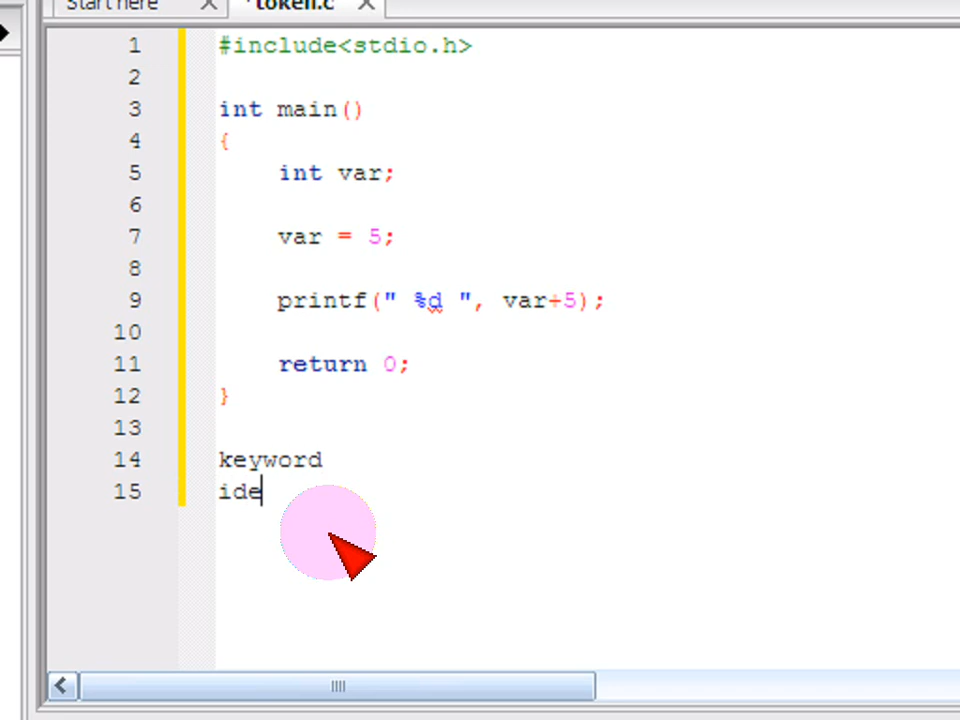 Start here
*token.c
1 #include<stdio.h>
2
3 int main()
4 {
5 int var;
6
7 var = 5;
8
9 printf(" %d ", var+5);
10
11 return 0;
12 }
13
14 keyword
15 ide